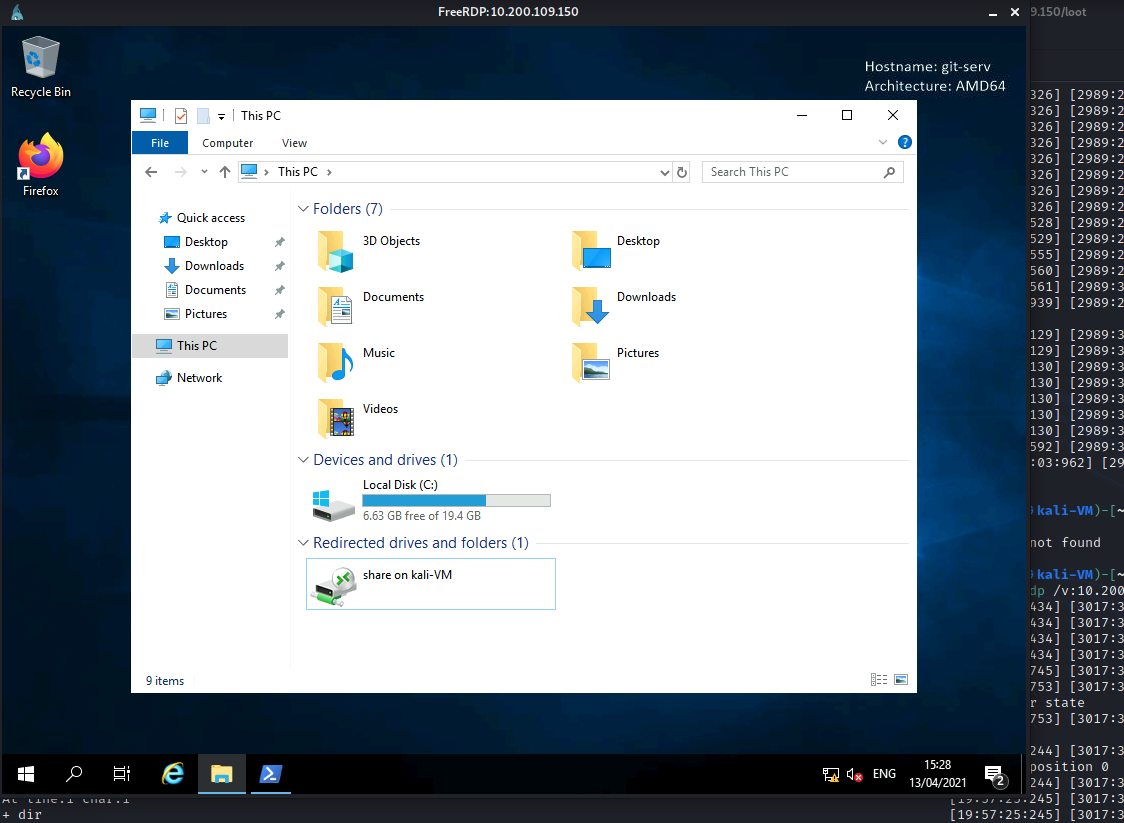 FreeRDP:10.200.109.150
9.150/loot
Recycle Bin
Firefox
Hostname: git-serv
Architecture: AMD64
This PC
File
Computer
View
This PC
Search This PC
Quick access
Desktop
Downloads
Documents
Pictures
This PC
Network
Folders (7)
3D Objects
Desktop
Documents
Downloads
Music
Pictures
Videos
Devices and drives (1)
Local Disk (C:)
6.63 GB free of 19.4 GB
Redirected drives and folders (1)
share on kali-VM
9 items
326] [2989:2
326] [2989:2
326] [2989:2
326] [2989:2
326] [2989:2
326] [2989:2
326] [2989:2
326] [2989:2
528] [2989:2
529] [2989:2
555] [2989:2
560] [2989:2
561] [2989:3
939] [2989:2
129] [2989:3
129] [2989:3
130] [2989:3
130] [2989:3
130] [2989:3
130] [2989:3
130] [2989:3
592] [2989:3
:03:962] [29
kali-VM)-[~
not found
kali-VM)-[~
dp /v:10.200
434] [3017:3
434] [3017:3
434] [3017:3
434] [3017:3
745] [3017:3
753] [3017:3
r state
753] [3017:3
244] [3017:3
position 0
244] [3017:3
ENG
15:28
13/04/2021
2
At line:1 char:1
[19:57:25:245] [3017:3
+ dir
[19:57:25:245] [3017:3